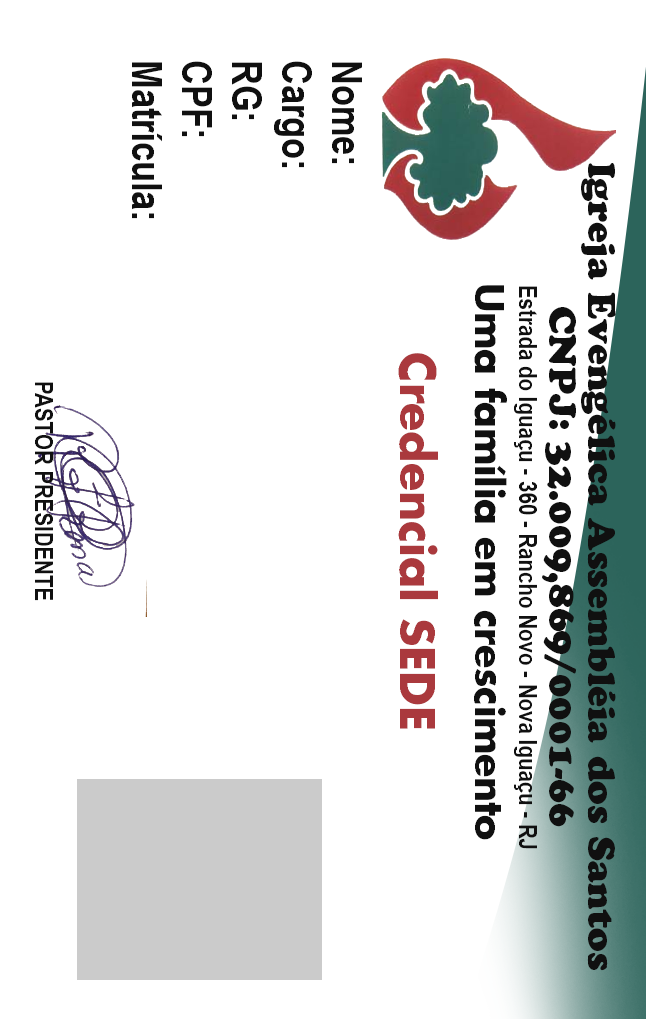 Igreja Evengélica Assembléia dos Santos
CNPJ: 32.009,869/0001-66
Estrada do Iguaçu - 360 - Rancho Novo - Nova Iguaçu - RJ
Uma família em crescimento
Credencial SEDE
Nome:
Cargo:
RG:
CPF:
Matrícula:
PASTOR PRESIDENTE